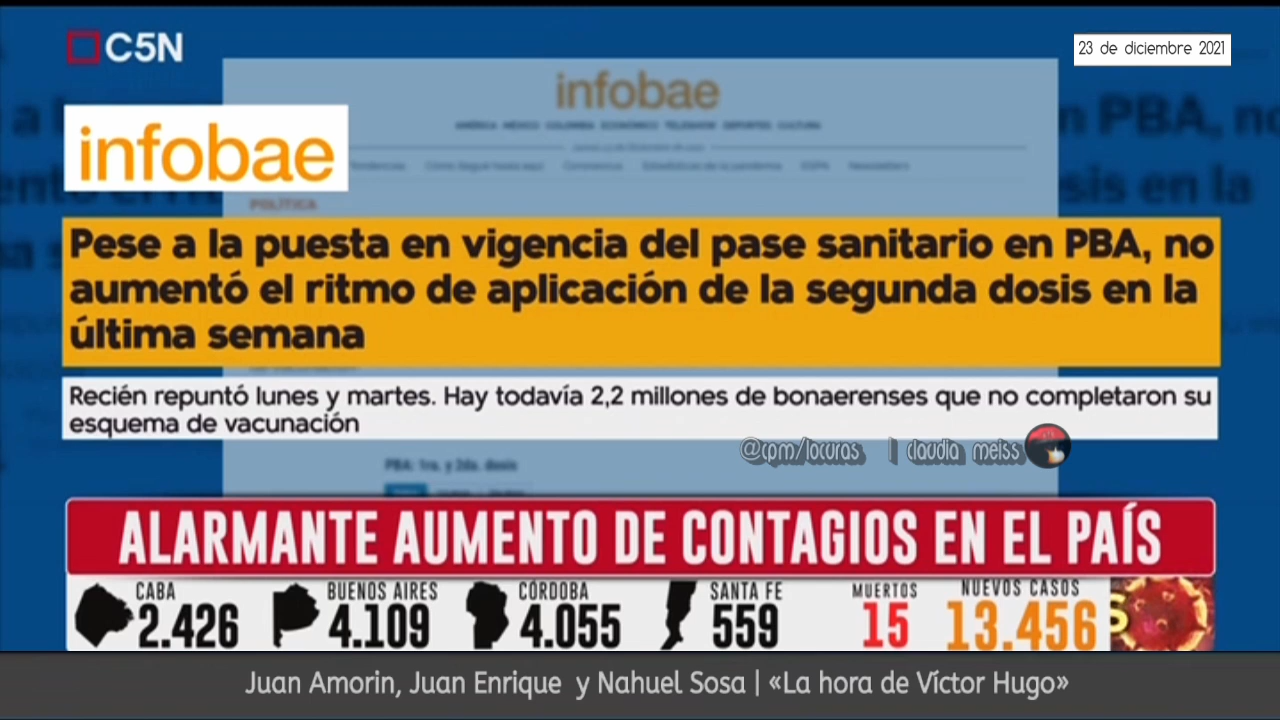 C5N
23 de diciembre 2021
infobae
infobae
POLÍTICA
Pese a la puesta en vigencia del pase sanitario en PBA, no
aumentó el ritmo de aplicación de la segunda dosis en la
última semana
Recién repuntó lunes y martes. Hay todavía 2,2 millones de bonaerenses que no completaron su
esquema de vacunación
@cpm/locuras | claudia meiss
PBA: 1ra. y 2da. dosis
ALARMANTE AUMENTO DE CONTAGIOS EN EL PAÍS
CABA
2.426
BUENOS AIRES
4.109
CÓRDOBA
4.055
SANTA FE
559
MUERTOS
15
NUEVOS CASOS
13.456
Juan Amorin, Juan Enrique y Nahuel Sosa | «La hora de Víctor Hugo»